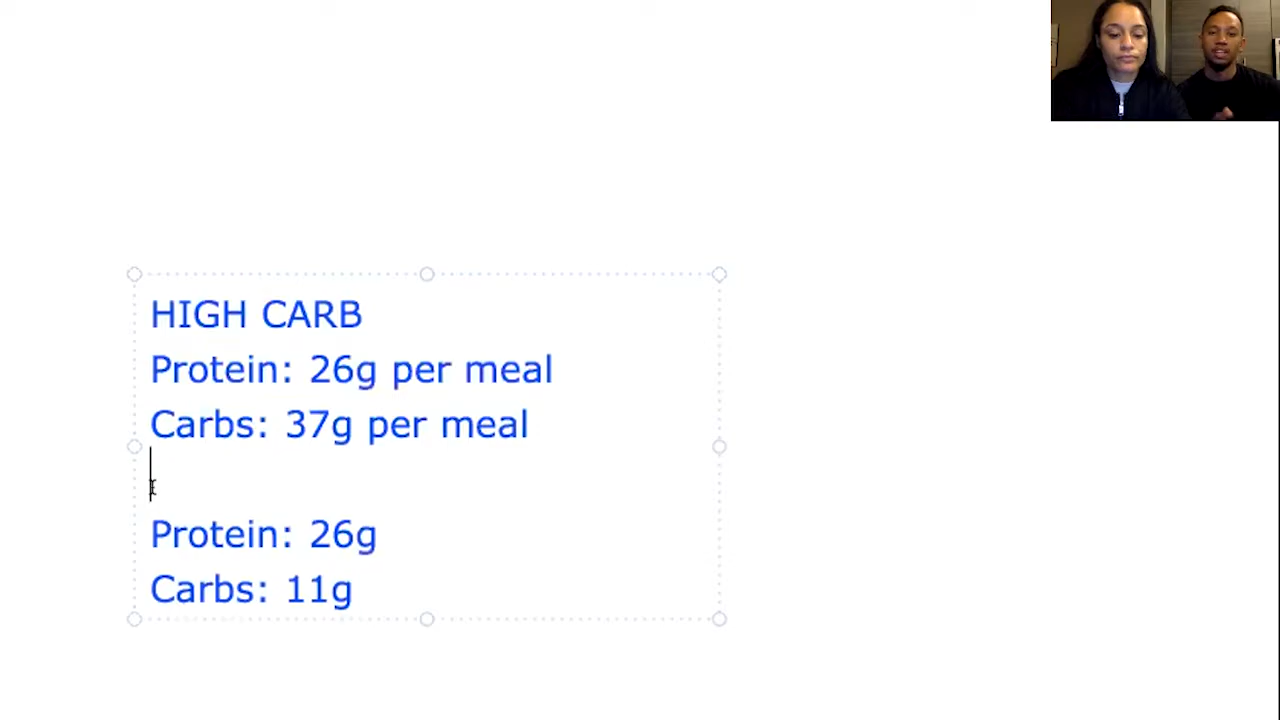 HIGH CARB
Protein: 26g per meal
Carbs: 37g per meal
Protein: 26g
Carbs: 11g